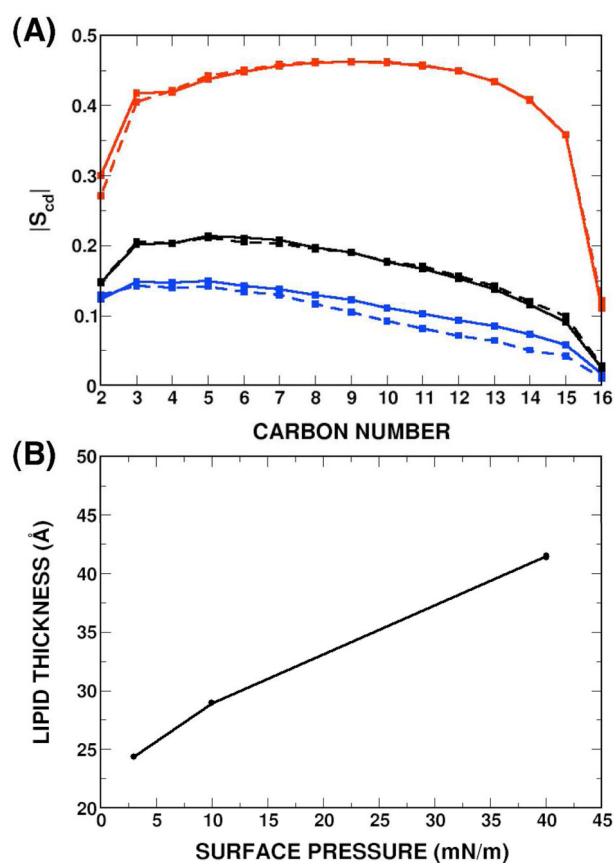 (A)
0.5
0.4
0.3
0.2
0.1
0
|S_cd|
2 3 4 5 6 7 8 9 10 11 12 13 14 15 16
CARBON NUMBER
(B)
50
45
40
35
30
25
20
LIPID THICKNESS (Å)
0 5 10 15 20 25 30 35 40 45
SURFACE PRESSURE (mN/m)